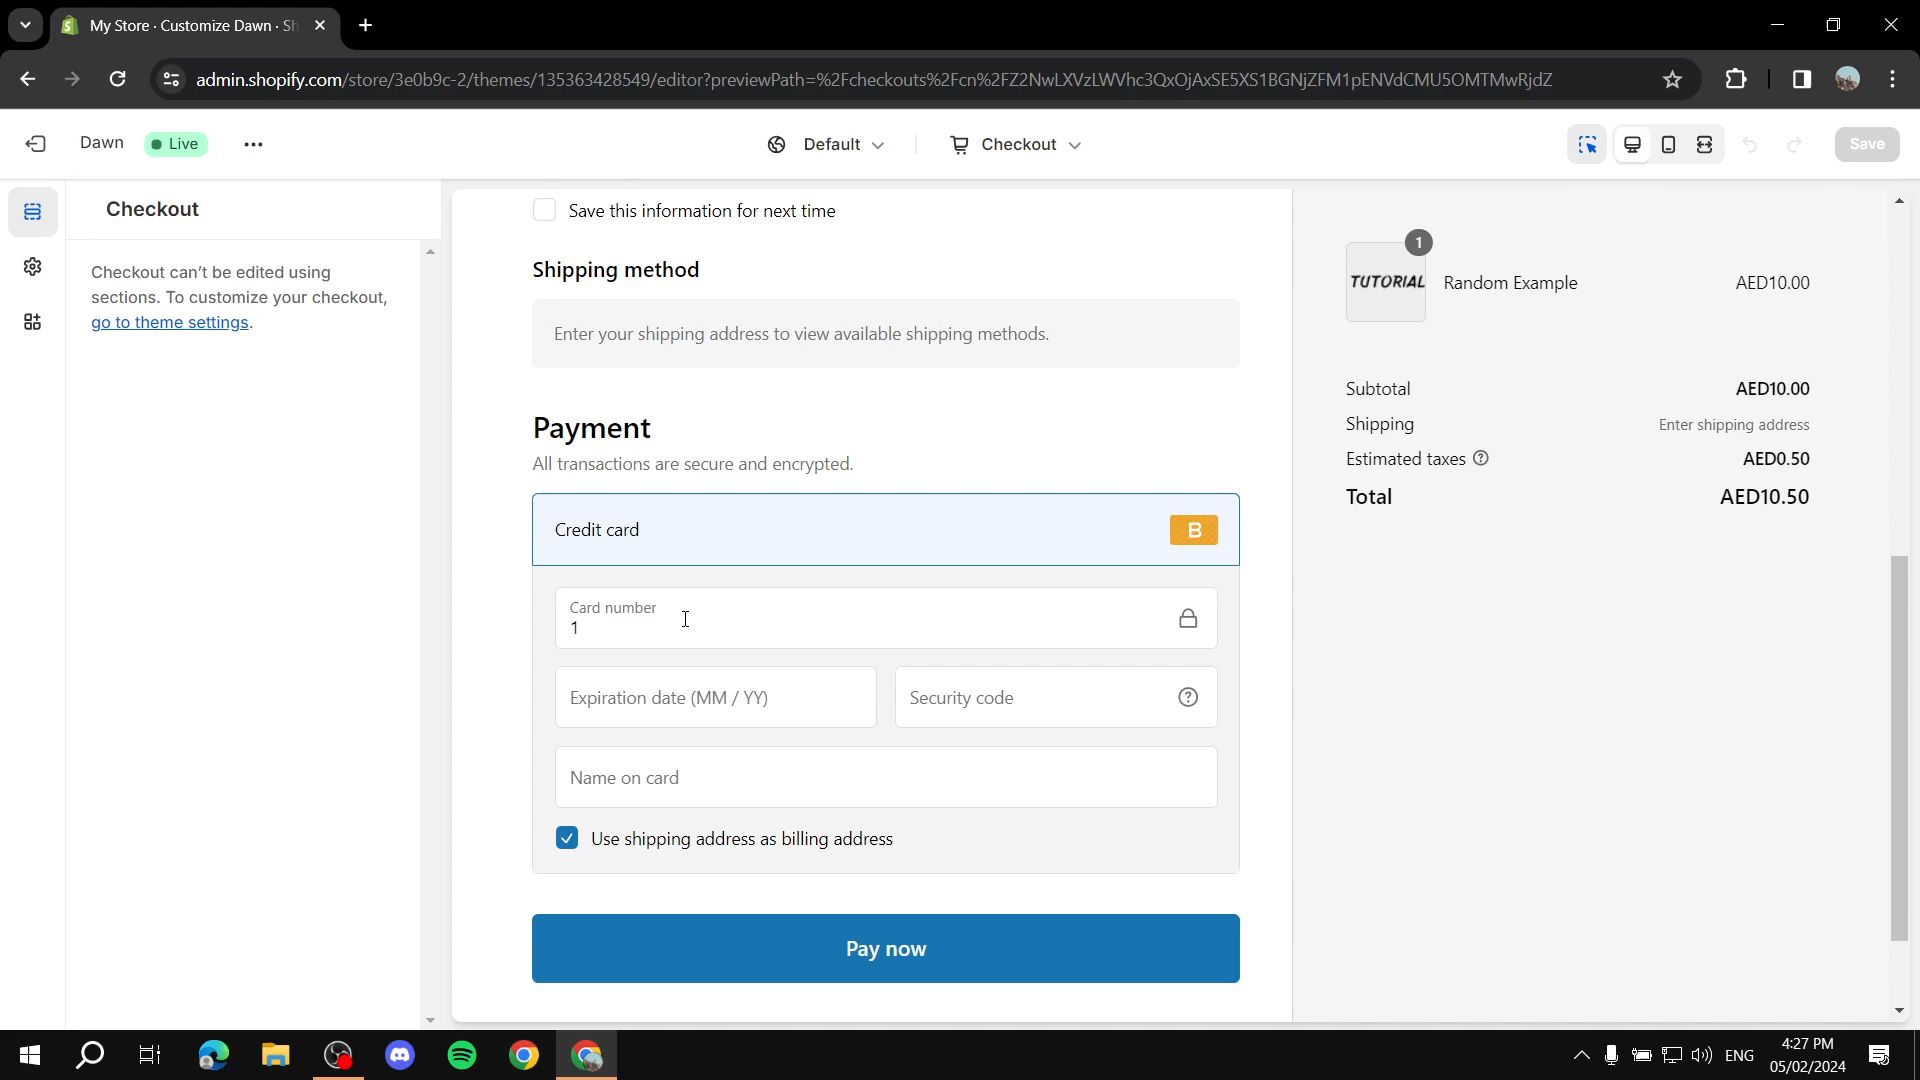 My Store · Customize Dawn · Sh
admin.shopify.com/store/3e0b9c-2/themes/135363428549/editor?previewPath=%2Fcheckouts%2Fcn%2FZ2NwLXVzLWVhc3QxOjAxSE5XS1BGNjZFM1pENVdCMU5OMTMwRjdZ
Dawn
Live
Default
Checkout
Save
Checkout
Checkout can't be edited using
sections. To customize your checkout,
go to theme settings.
Save this information for next time
Shipping method
Enter your shipping address to view available shipping methods.
Payment
All transactions are secure and encrypted.
Credit card
B
Card number
1
Expiration date (MM / YY)
Security code
Name on card
Use shipping address as billing address
Pay now
1
TUTORIAL
Random Example
AED10.00
Subtotal
AED10.00
Shipping
Enter shipping address
Estimated taxes
AED0.50
Total
AED10.50
ENG
4:27 PM
05/02/2024